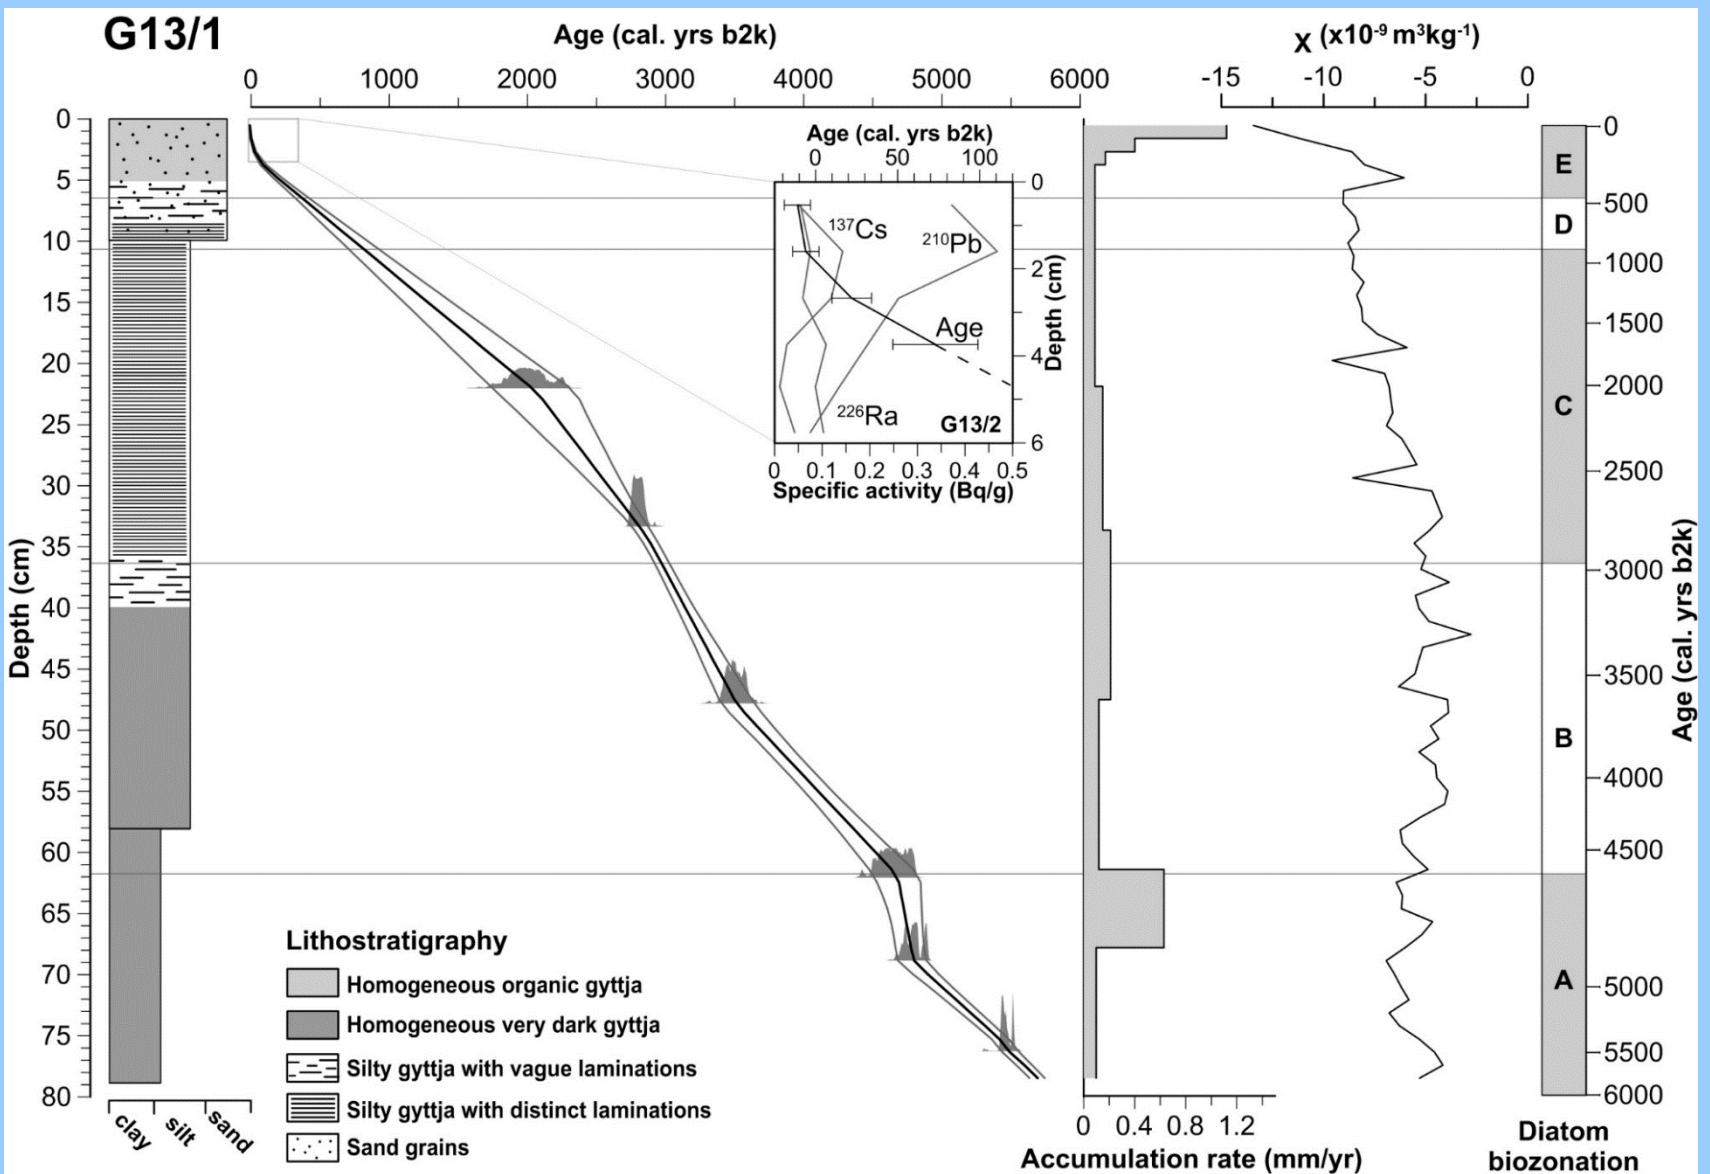 G13/1
Age (cal. yrs b2k)
0 1000 2000 3000 4000 5000 6000
X (x10⁻⁹ m³kg⁻¹)
-15 -10 -5 0
Depth (cm)
0
5
10
15
20
25
30
35
40
45
50
55
60
65
70
75
80
clay silt sand
Age (cal. yrs b2k)
0 50 100
¹³⁷Cs
²¹⁰Pb
Age
²²⁶Ra
G13/2
0
2
4
6
Depth (cm)
0 0.1 0.2 0.3 0.4 0.5
Specific activity (Bq/g)
Lithostratigraphy
Homogeneous organic gyttja
Homogeneous very dark gyttja
Silty gyttja with vague laminations
Silty gyttja with distinct laminations
Sand grains
0 0.4 0.8 1.2
Accumulation rate (mm/yr)
E
D
C
B
A
0
500
1000
1500
2000
2500
3000
3500
4000
4500
5000
5500
6000
Age (cal. yrs b2k)
Diatom
biozonation